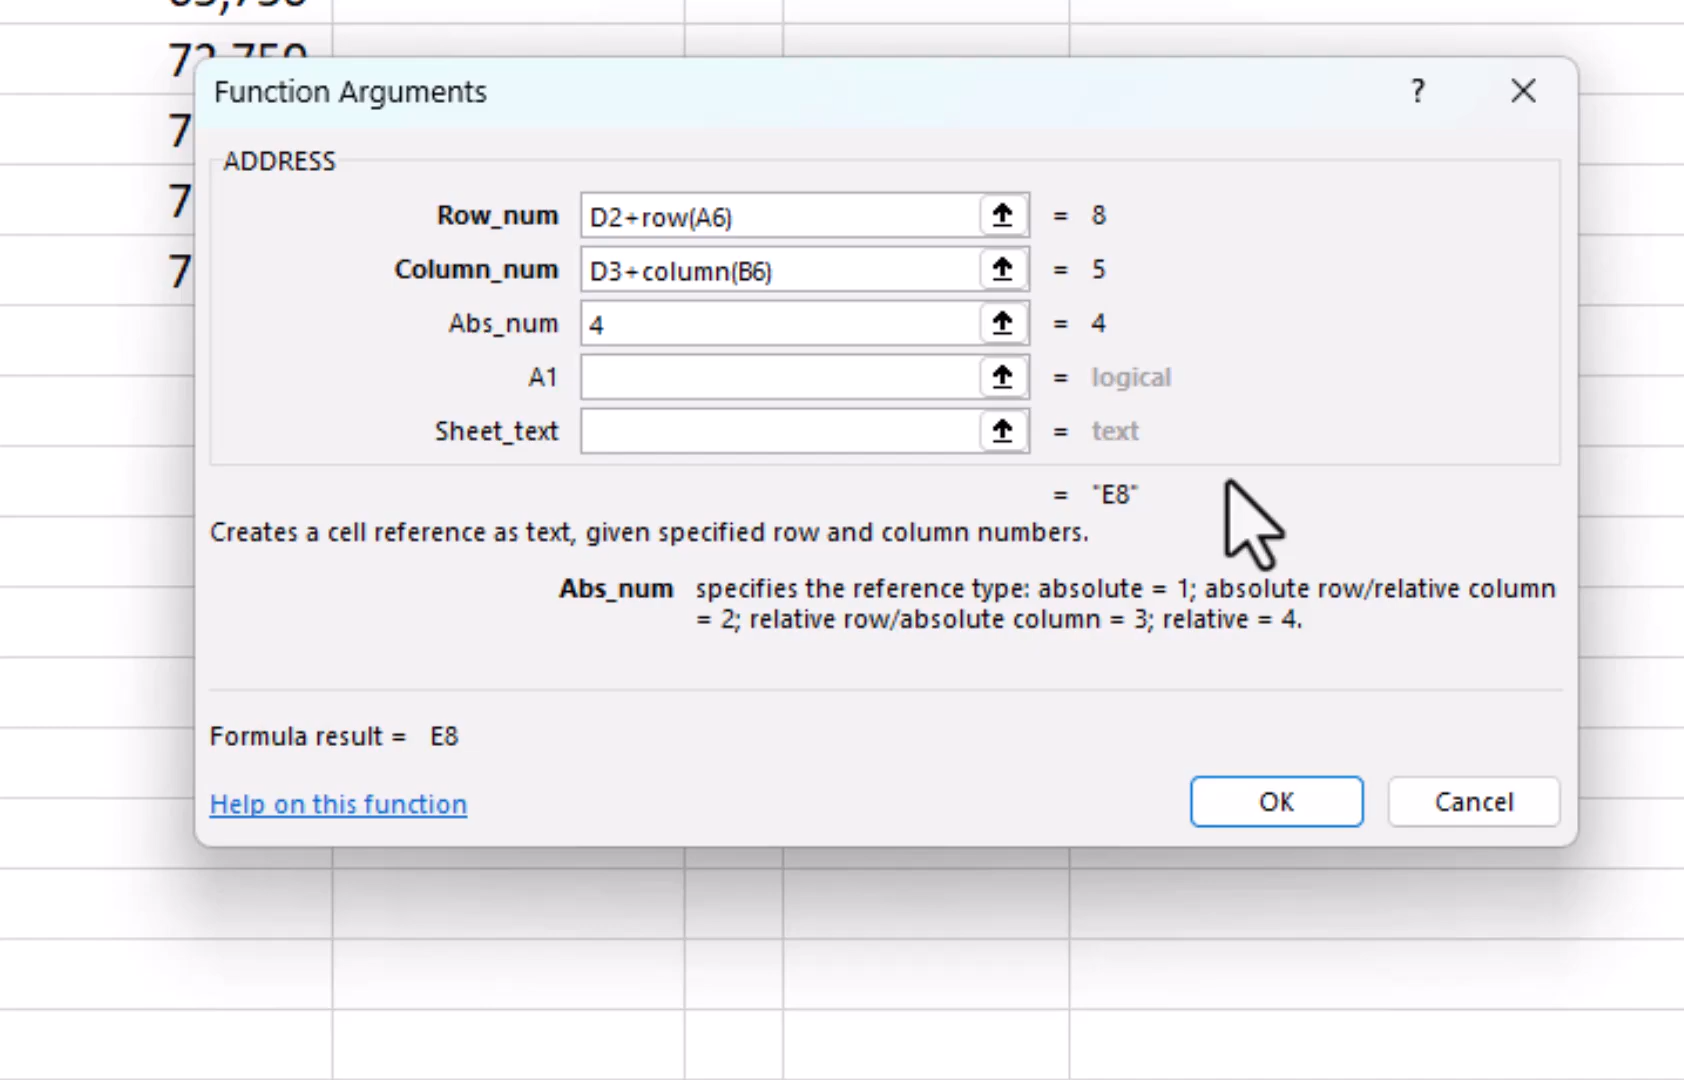 Function Arguments ? ×
ADDRESS
Row_num D2+row(A6) = 8
Column_num D3+column(B6) = 5
Abs_num 4 = 4
A1 = logical
Sheet_text = text
= "E8"
Creates a cell reference as text, given specified row and column numbers.
Abs_num specifies the reference type: absolute = 1; absolute row/relative column
= 2; relative row/absolute column = 3; relative = 4.
Formula result = E8
Help on this function
OK Cancel